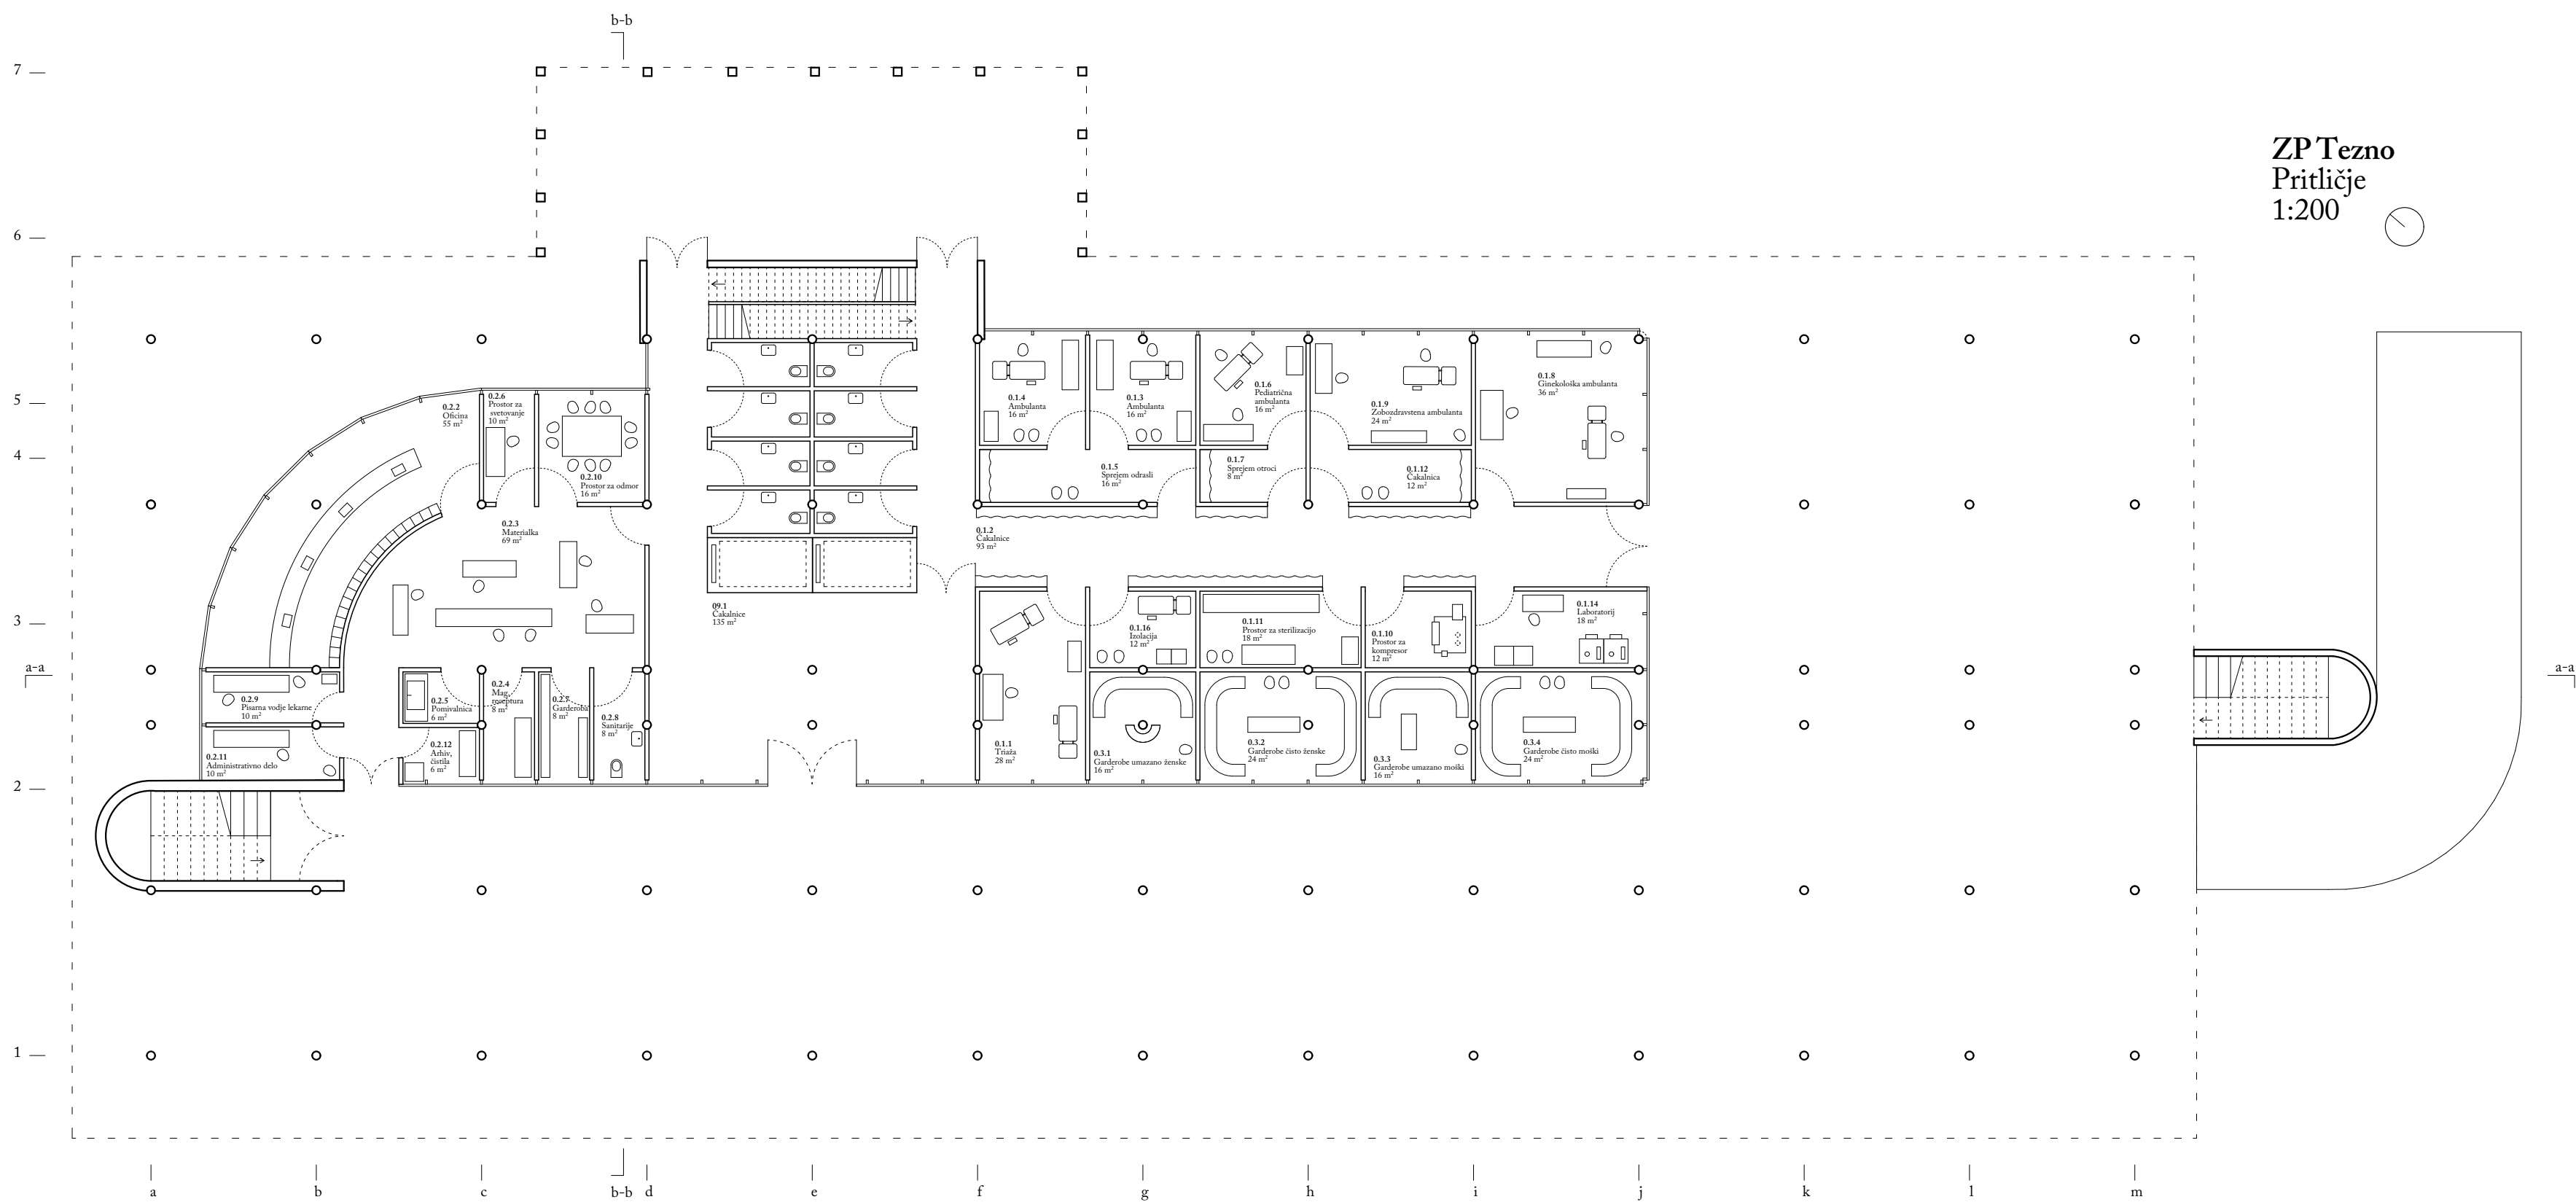 b-b
7
ZP Tezno
Pritličje
1:200
6
5
4
3
2
1
a-a
a-a
0.2.2
Oficina
55 m²
0.2.6
Prostor za
svetovanje
10 m²
0.2.10
Prostor za odmor
16 m²
0.2.3
Materialka
69 m²
0.2.9
Pisarna vodje lekarne
10 m²
0.2.11
Administrativno delo
10 m²
0.2.5
Pomivalnica
6 m²
0.2.12
Arhiv,
čistila
6 m²
0.2.4
Mag.
receptura
8 m²
0.2.7
Garderoba
8 m²
0.2.8
Sanitarije
8 m²
09.1
Čakalnice
135 m²
0.1.4
Ambulanta
16 m²
0.1.3
Ambulanta
16 m²
0.1.6
Pediatrična
ambulanta
16 m²
0.1.9
Zobozdravstena ambulanta
24 m²
0.1.8
Ginekološka ambulanta
36 m²
0.1.5
Sprejem odrasli
16 m²
0.1.7
Sprejem otroci
8 m²
0.1.12
Čakalnica
12 m²
0.1.2
Čakalnice
93 m²
0.1.16
Izolacija
12 m²
0.1.11
Prostor za sterilizacijo
18 m²
0.1.10
Prostor za
kompresor
12 m²
0.1.14
Laboratorij
18 m²
0.1.1
Triaža
28 m²
0.3.1
Garderobe umazano ženske
16 m²
0.3.2
Garderobe čisto ženske
24 m²
0.3.3
Garderobe umazano moški
16 m²
0.3.4
Garderobe čisto moški
24 m²
a
b
c
b-b
d
e
f
g
h
i
j
k
l
m